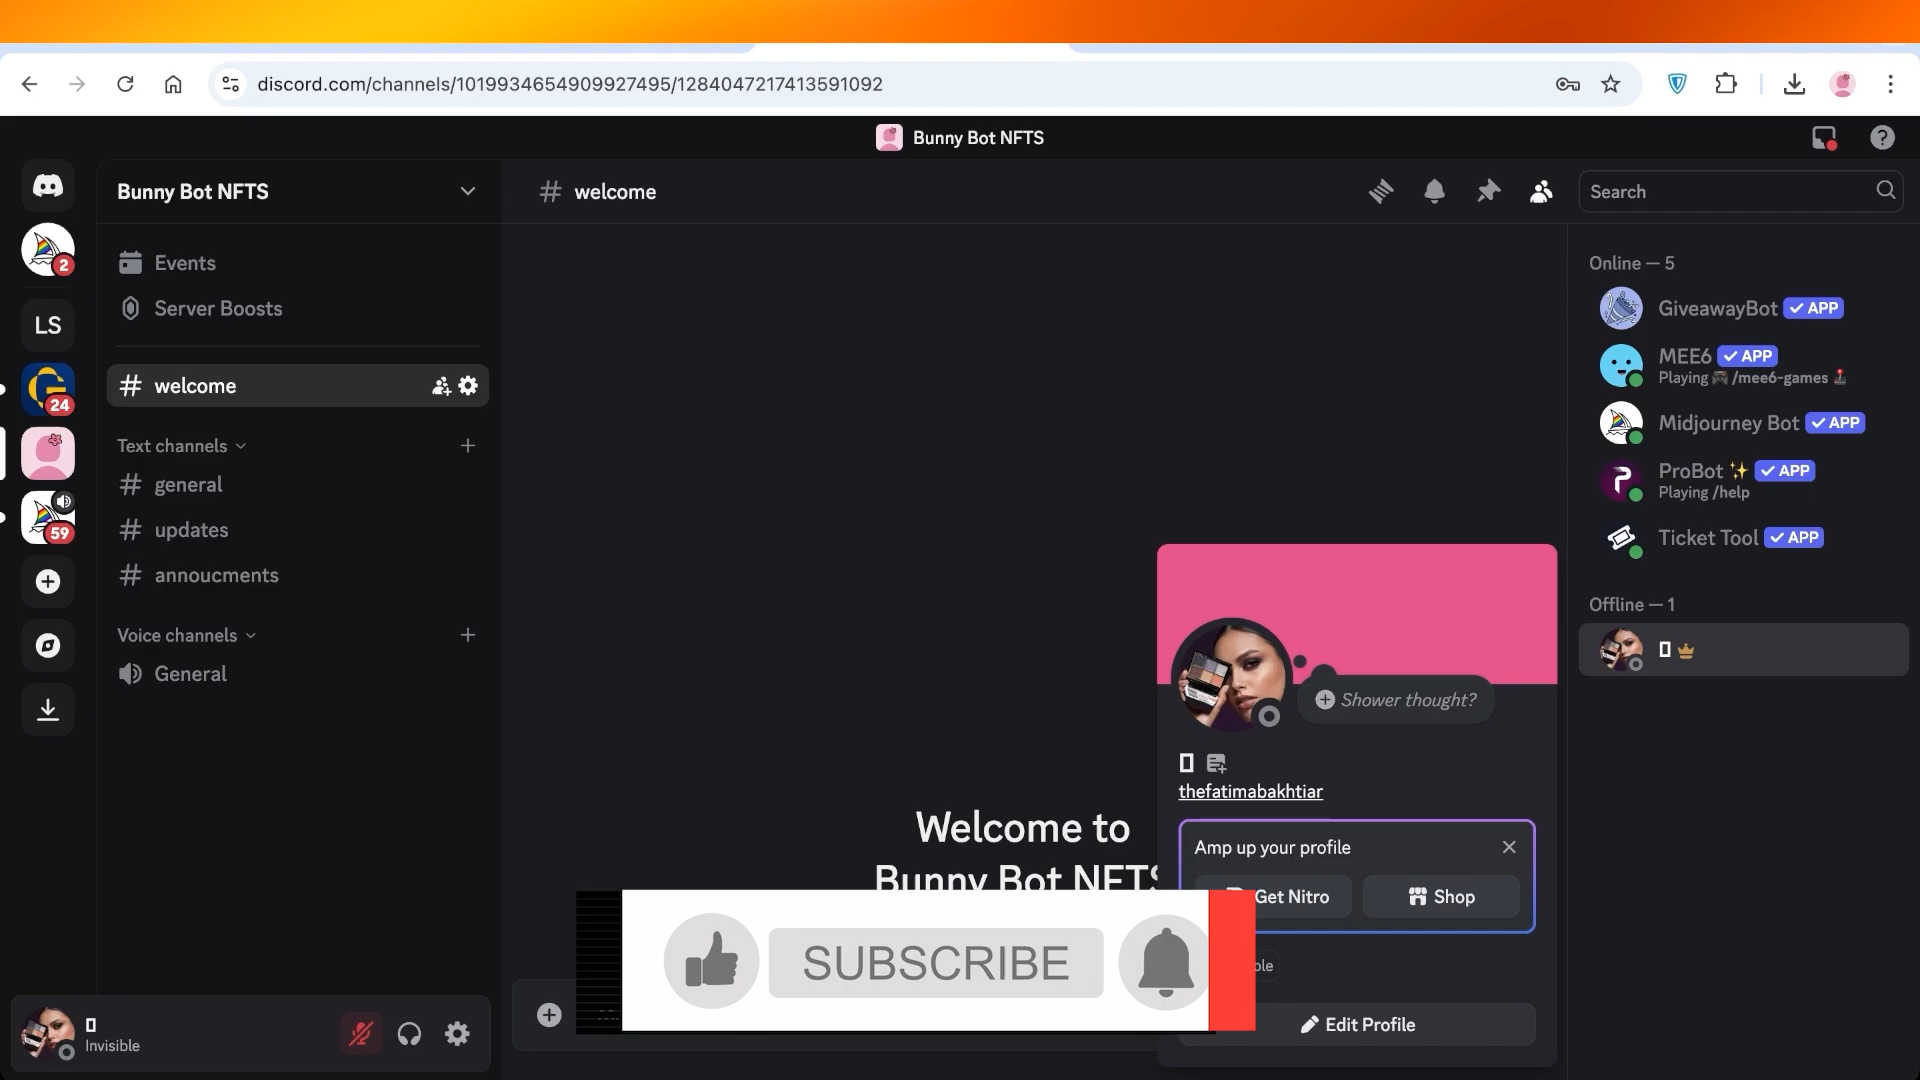 discord.com/channels/1019934654909927495/1284047217413591092
Bunny Bot NFTS
Bunny Bot NFTS
welcome
Search
2
LS
24
59
Events
Server Boosts
welcome
Text channels
general
updates
annoucments
Voice channels
General
Online — 5
GiveawayBot APP
MEE6 APP
Playing /mee6-games
Midjourney Bot APP
ProBot APP
Playing /help
Ticket Tool APP
Offline — 1
Shower thought?
thefatimabakhtiar
Amp up your profile
Get Nitro
Shop
Edit Profile
Welcome to
Bunny Bot NFTS
SUBSCRIBE
Invisible